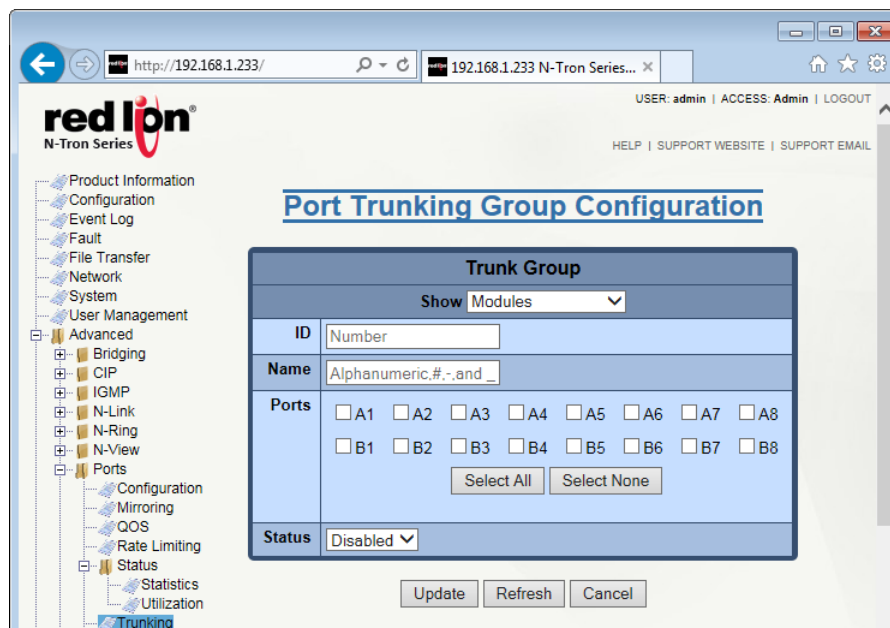 http://192.168.1.233/
192.168.1.233 N-Tron Series...
USER: admin | ACCESS: Admin | LOGOUT
red lion®
N-Tron Series
HELP | SUPPORT WEBSITE | SUPPORT EMAIL
Product Information
Configuration
Event Log
Fault
File Transfer
Network
System
User Management
Advanced
Bridging
CIP
IGMP
N-Link
N-Ring
N-View
Ports
Configuration
Mirroring
QOS
Rate Limiting
Status
Statistics
Utilization
Trunking
Port Trunking Group Configuration
Trunk Group
Show Modules
ID Number
Name Alphanumeric,#,-,and _
Ports A1 A2 A3 A4 A5 A6 A7 A8
B1 B2 B3 B4 B5 B6 B7 B8
Select All Select None
Status Disabled
Update Refresh Cancel